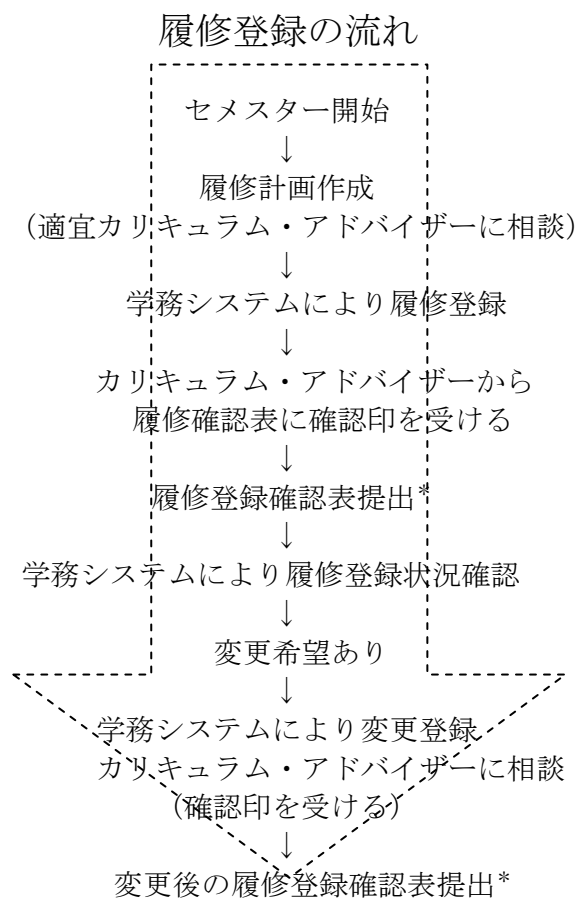 履修登録の流れ
セメスター開始
↓
履修計画作成
(適宜カリキュラム・アドバイザーに相談)
↓
学務システムにより履修登録
↓
カリキュラム・アドバイザーから
履修確認表に確認印を受ける
↓
履修登録確認表提出*
↓
学務システムにより履修登録状況確認
↓
変更希望あり
↓
学務システムにより変更登録
カリキュラム・アドバイザーに相談
(確認印を受ける)
↓
変更後の履修登録確認表提出*